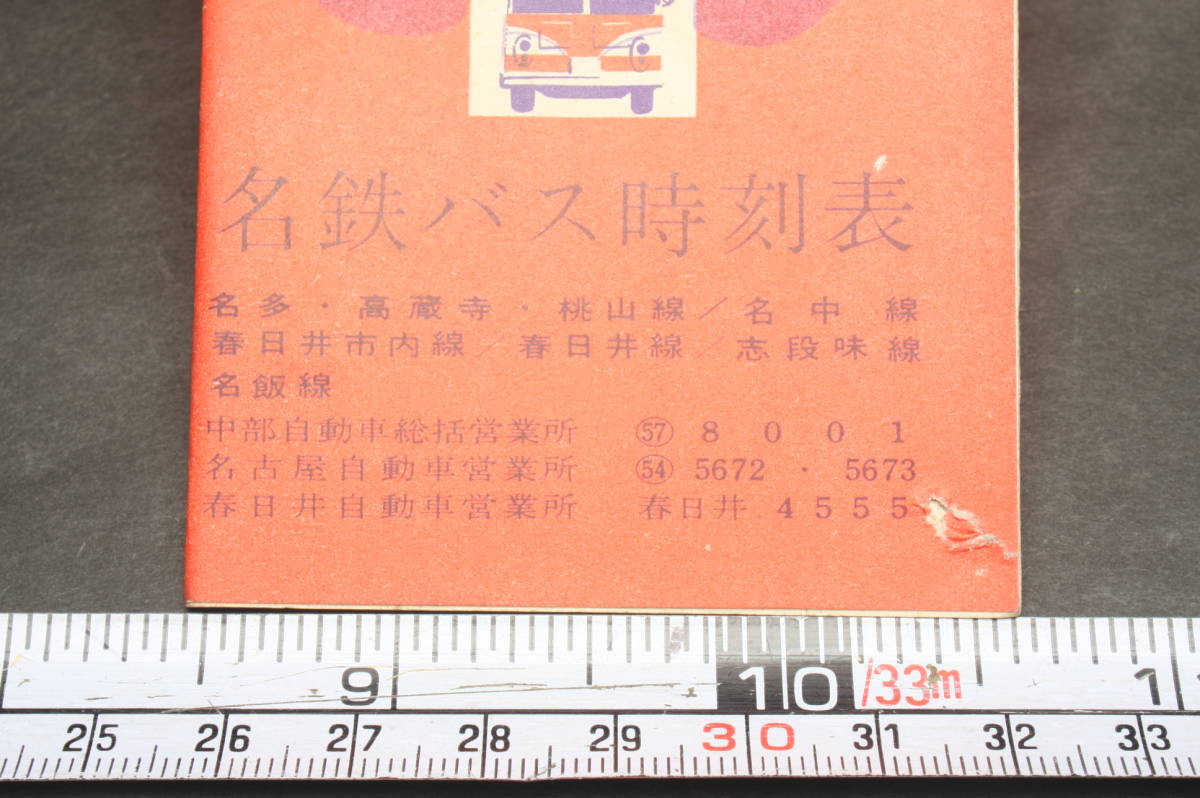 名鉄バス時刻表
名多・高蔵寺・桃山線／名中線
春日井市内線／春日井線／志段味線
名飯線
中部自動車総括営業所 ㊼ 8001
名古屋自動車営業所 54 5672・5673
春日井自動車営業所 春日井 4555
9 10 /33m 1
25 26 27 28 29 30 31 32 33